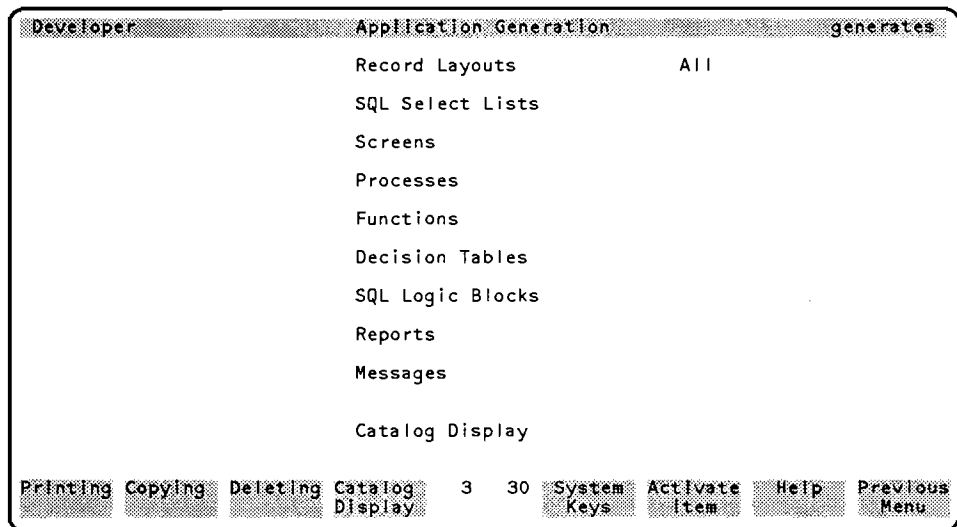 Developer Application Generation generates
Record Layouts All
SQL Select Lists
Screens
Processes
Functions
Decision Tables
SQL Logic Blocks
Reports
Messages
Catalog Display
Printing Copying Deleting Catalog 3 30 System Activate Help Previous
Display Keys Item Menu